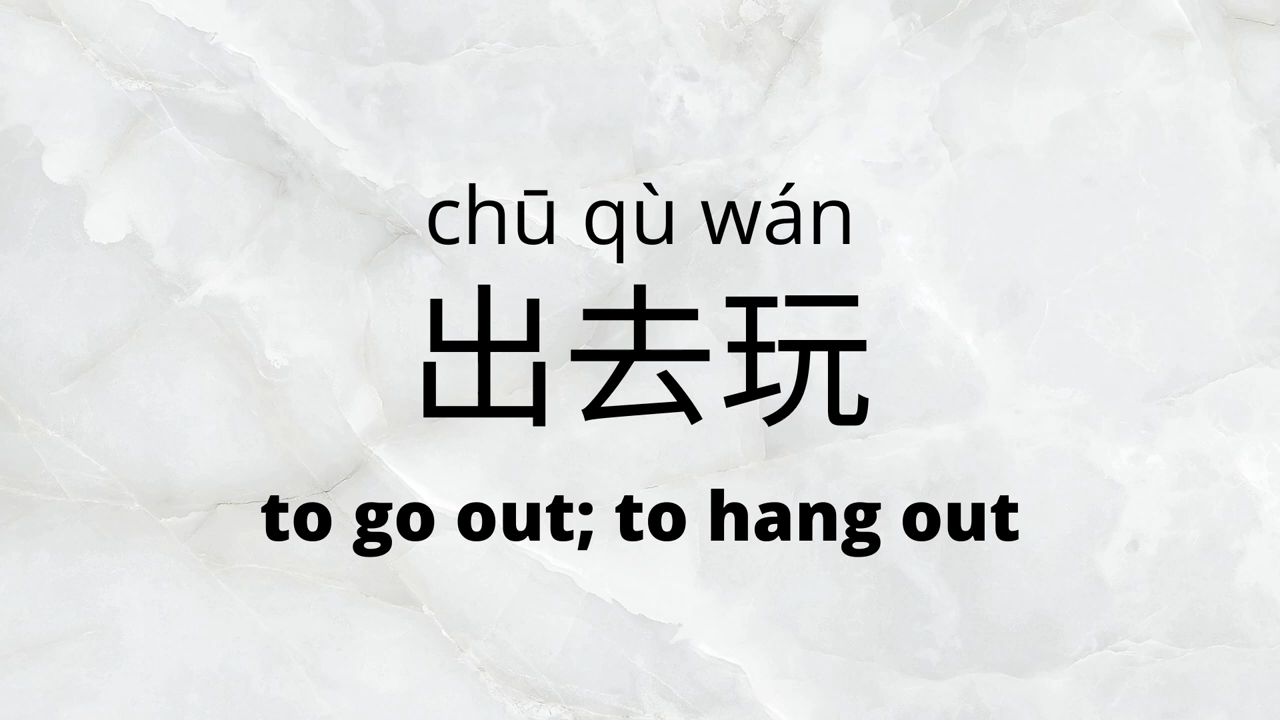 chū qù wán
出去玩
to go out; to hang out